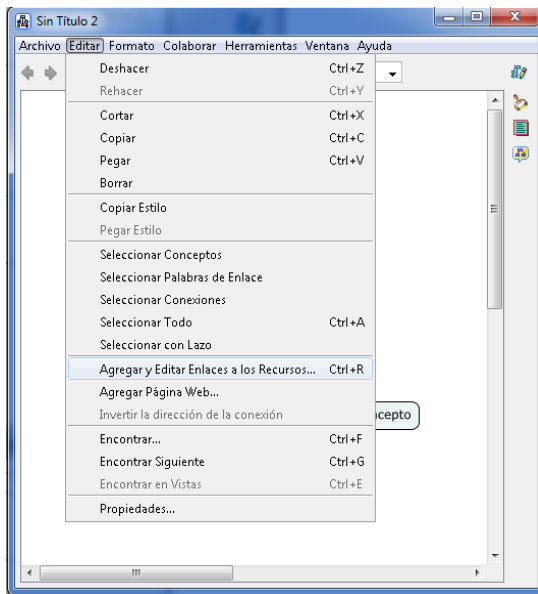 Sin Título 2
Archivo Editar Formato Colaborar Herramientas Ventana Ayuda
Deshacer Ctrl+Z
Rehacer Ctrl+Y
Cortar Ctrl+X
Copiar Ctrl+C
Pegar Ctrl+V
Borrar
Copiar Estilo
Pegar Estilo
Seleccionar Conceptos
Seleccionar Palabras de Enlace
Seleccionar Conexiones
Seleccionar Todo Ctrl+A
Seleccionar con Lazo
Agregar y Editar Enlaces a los Recursos... Ctrl+R
Agregar Página Web...
Invertir la dirección de la conexión
icepto
Encontrar... Ctrl+F
Encontrar Siguiente Ctrl+G
Encontrar en Vistas Ctrl+E
Propiedades...